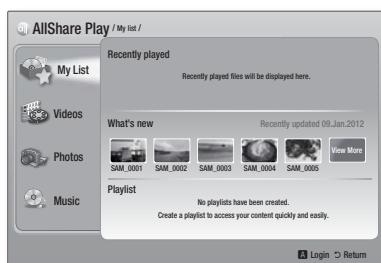 AllShare Play / My list /
My List
Videos
Photos
Music
Recently played
Recently played files will be displayed here.
What's new
Recently updated 09.Jan.2012
SAM_0001 SAM_0002 SAM_0003 SAM_0004 SAM_0005
View More
Playlist
No playlists have been created.
Create a playlist to access your content quickly and easily.
A Login Return